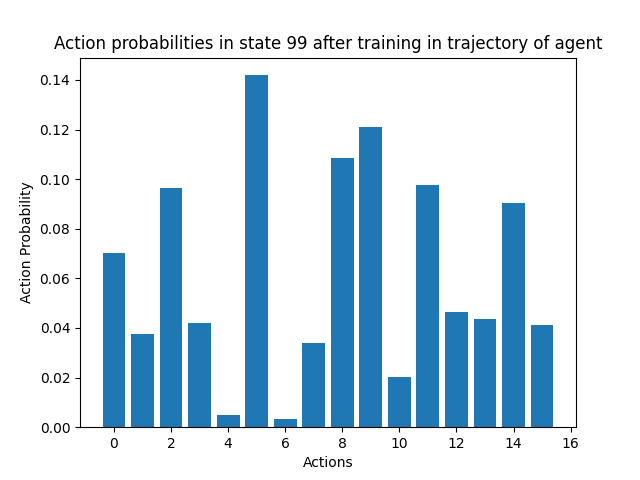 Action probabilities in state 99 after training in trajectory of agent
0.14
0.12
0.10
0.08
0.06
0.04
0.02
0.00
Action Probability
0 2 4 6 8 10 12 14 16
Actions